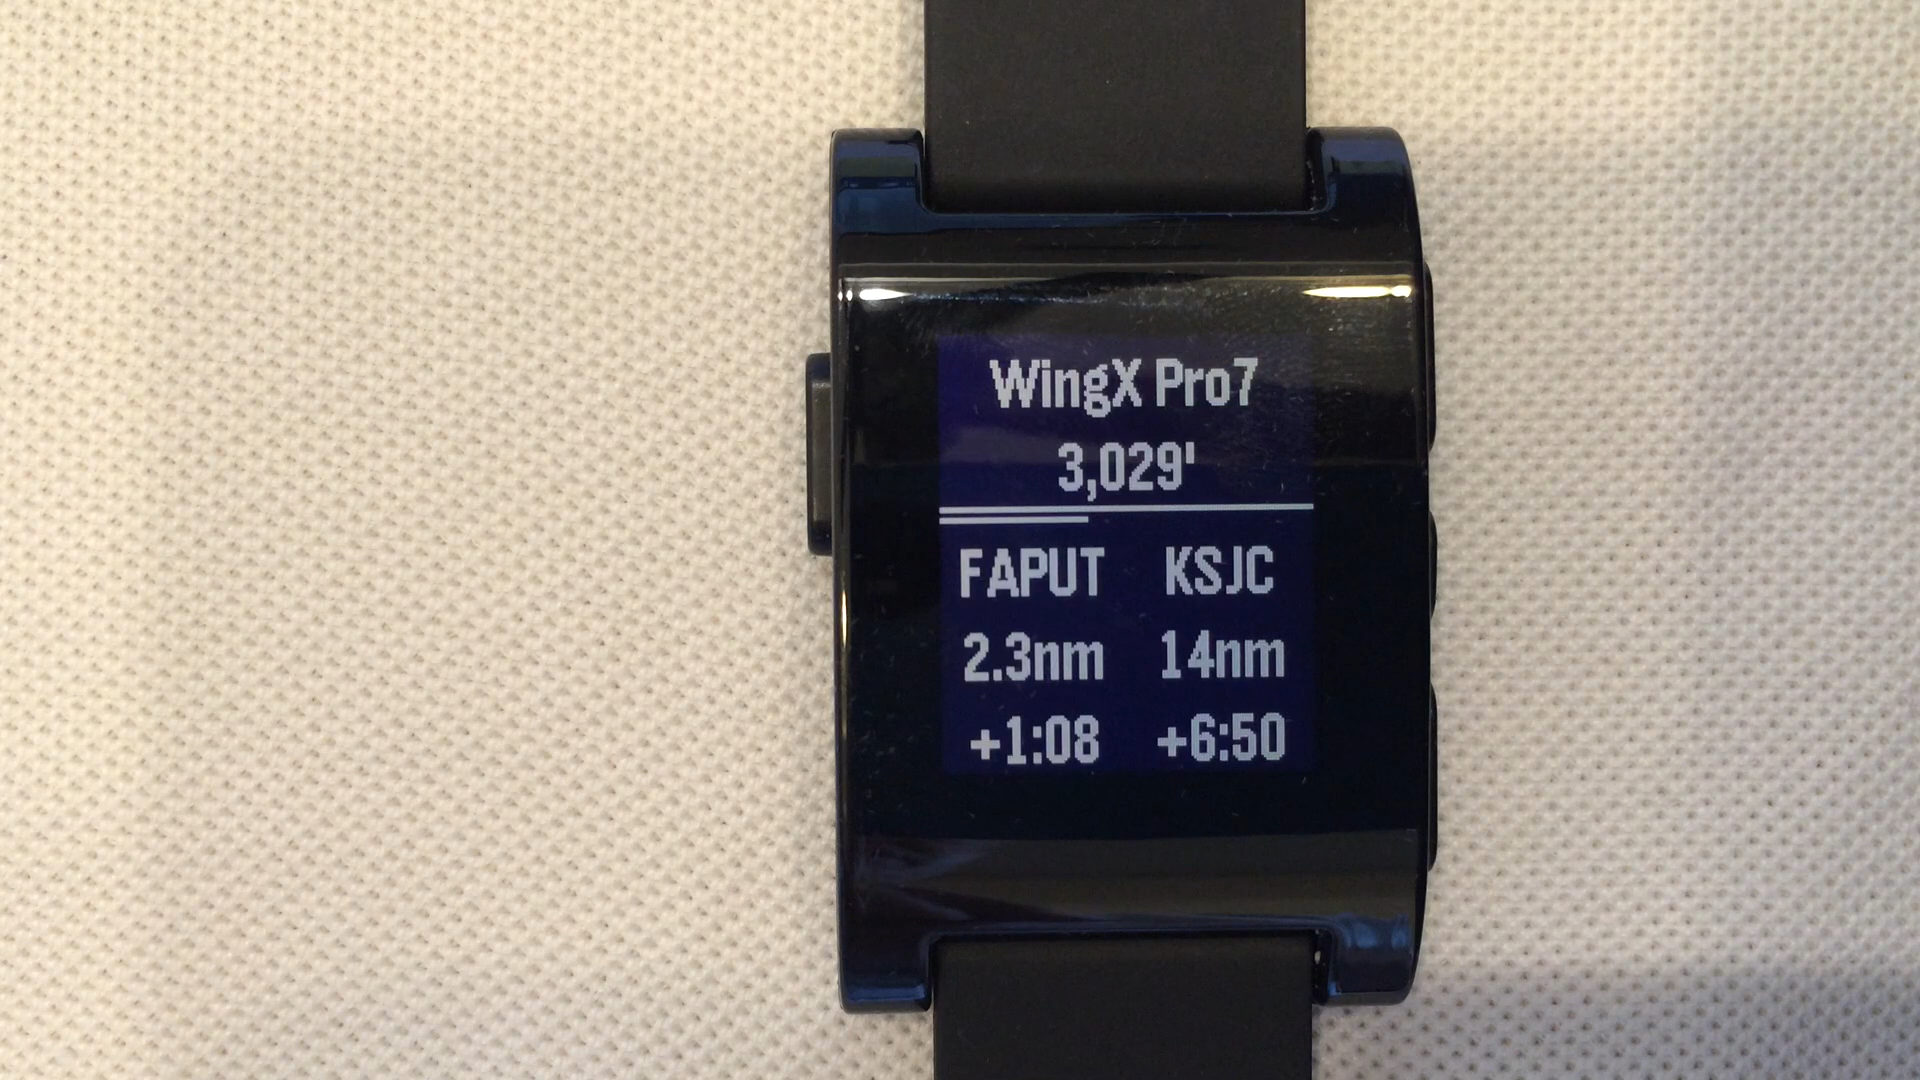 WingX Pro7
3,029'
FAPUT KSJC
2.3nm 14nm
+1:08 +6:50